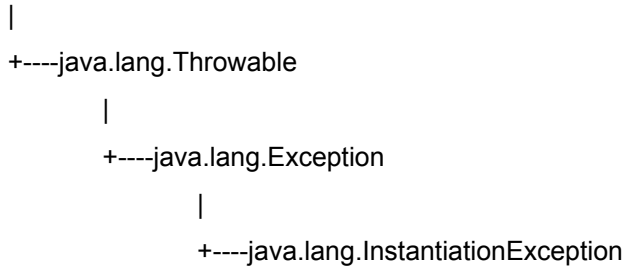 |
+----java.lang.Throwable
|
+----java.lang.Exception
|
+----java.lang.InstantiationException